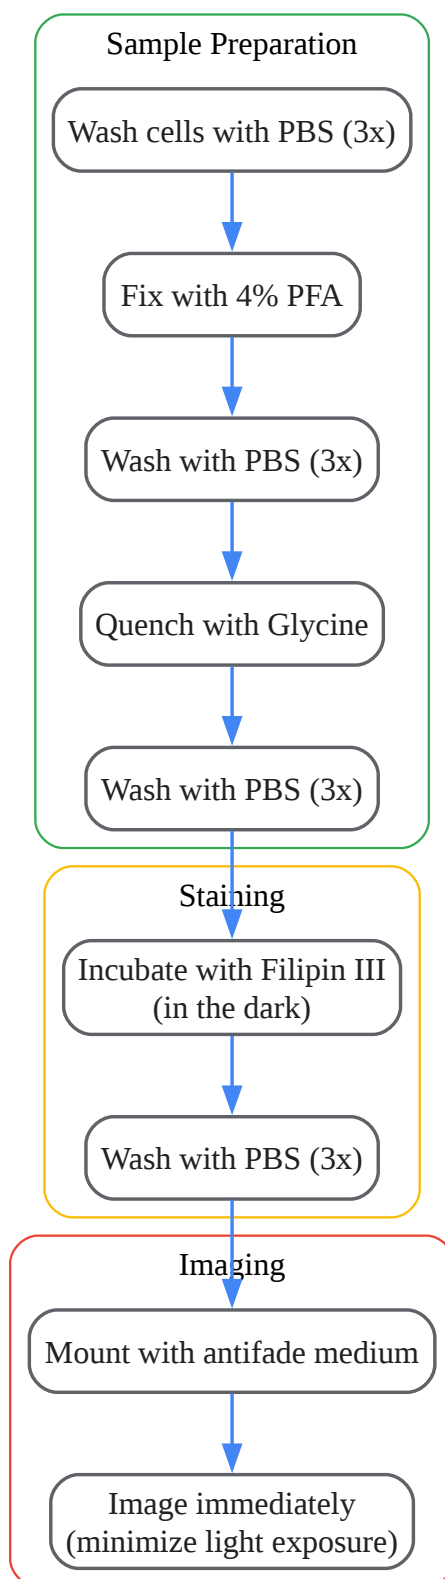 Sample Preparation
Wash cells with PBS (3x)
Fix with 4% PFA
Wash with PBS (3x)
Quench with Glycine
Wash with PBS (3x)
Staining
Incubate with Filipin III
(in the dark)
Wash with PBS (3x)
Imaging
Mount with antifade medium
Image immediately
(minimize light exposure)